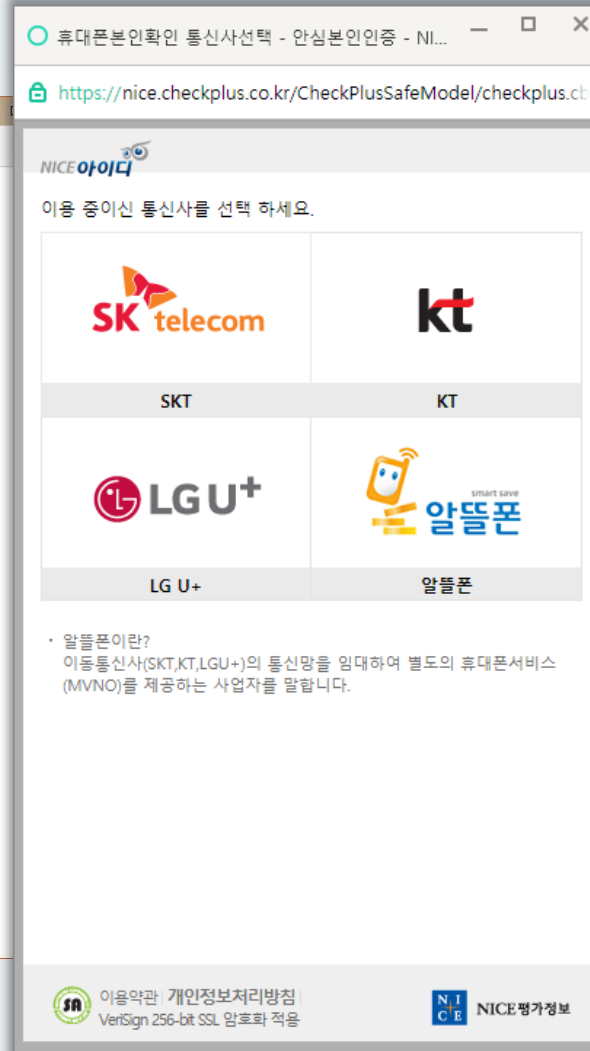 휴대폰본인확인 통신사선택 - 안심본인인증 - NI...
https://nice.checkplus.co.kr/CheckPlusSafeModel/checkplus.cb
NICE아이디
이용 중이신 통신사를 선택 하세요.
SK telecom
kt
SKT
KT
LG U+
smart save
알뜰폰
LG U+
알뜰폰
· 알뜰폰이란?
이동통신사(SKT,KT,LGU+)의 통신망을 임대하여 별도의 휴대폰서비스
(MVNO)를 제공하는 사업자를 말합니다.
SA
이용약관 | 개인정보처리방침 |
VeriSign 256-bit SSL 암호화 적용
NICE
NICE평가정보